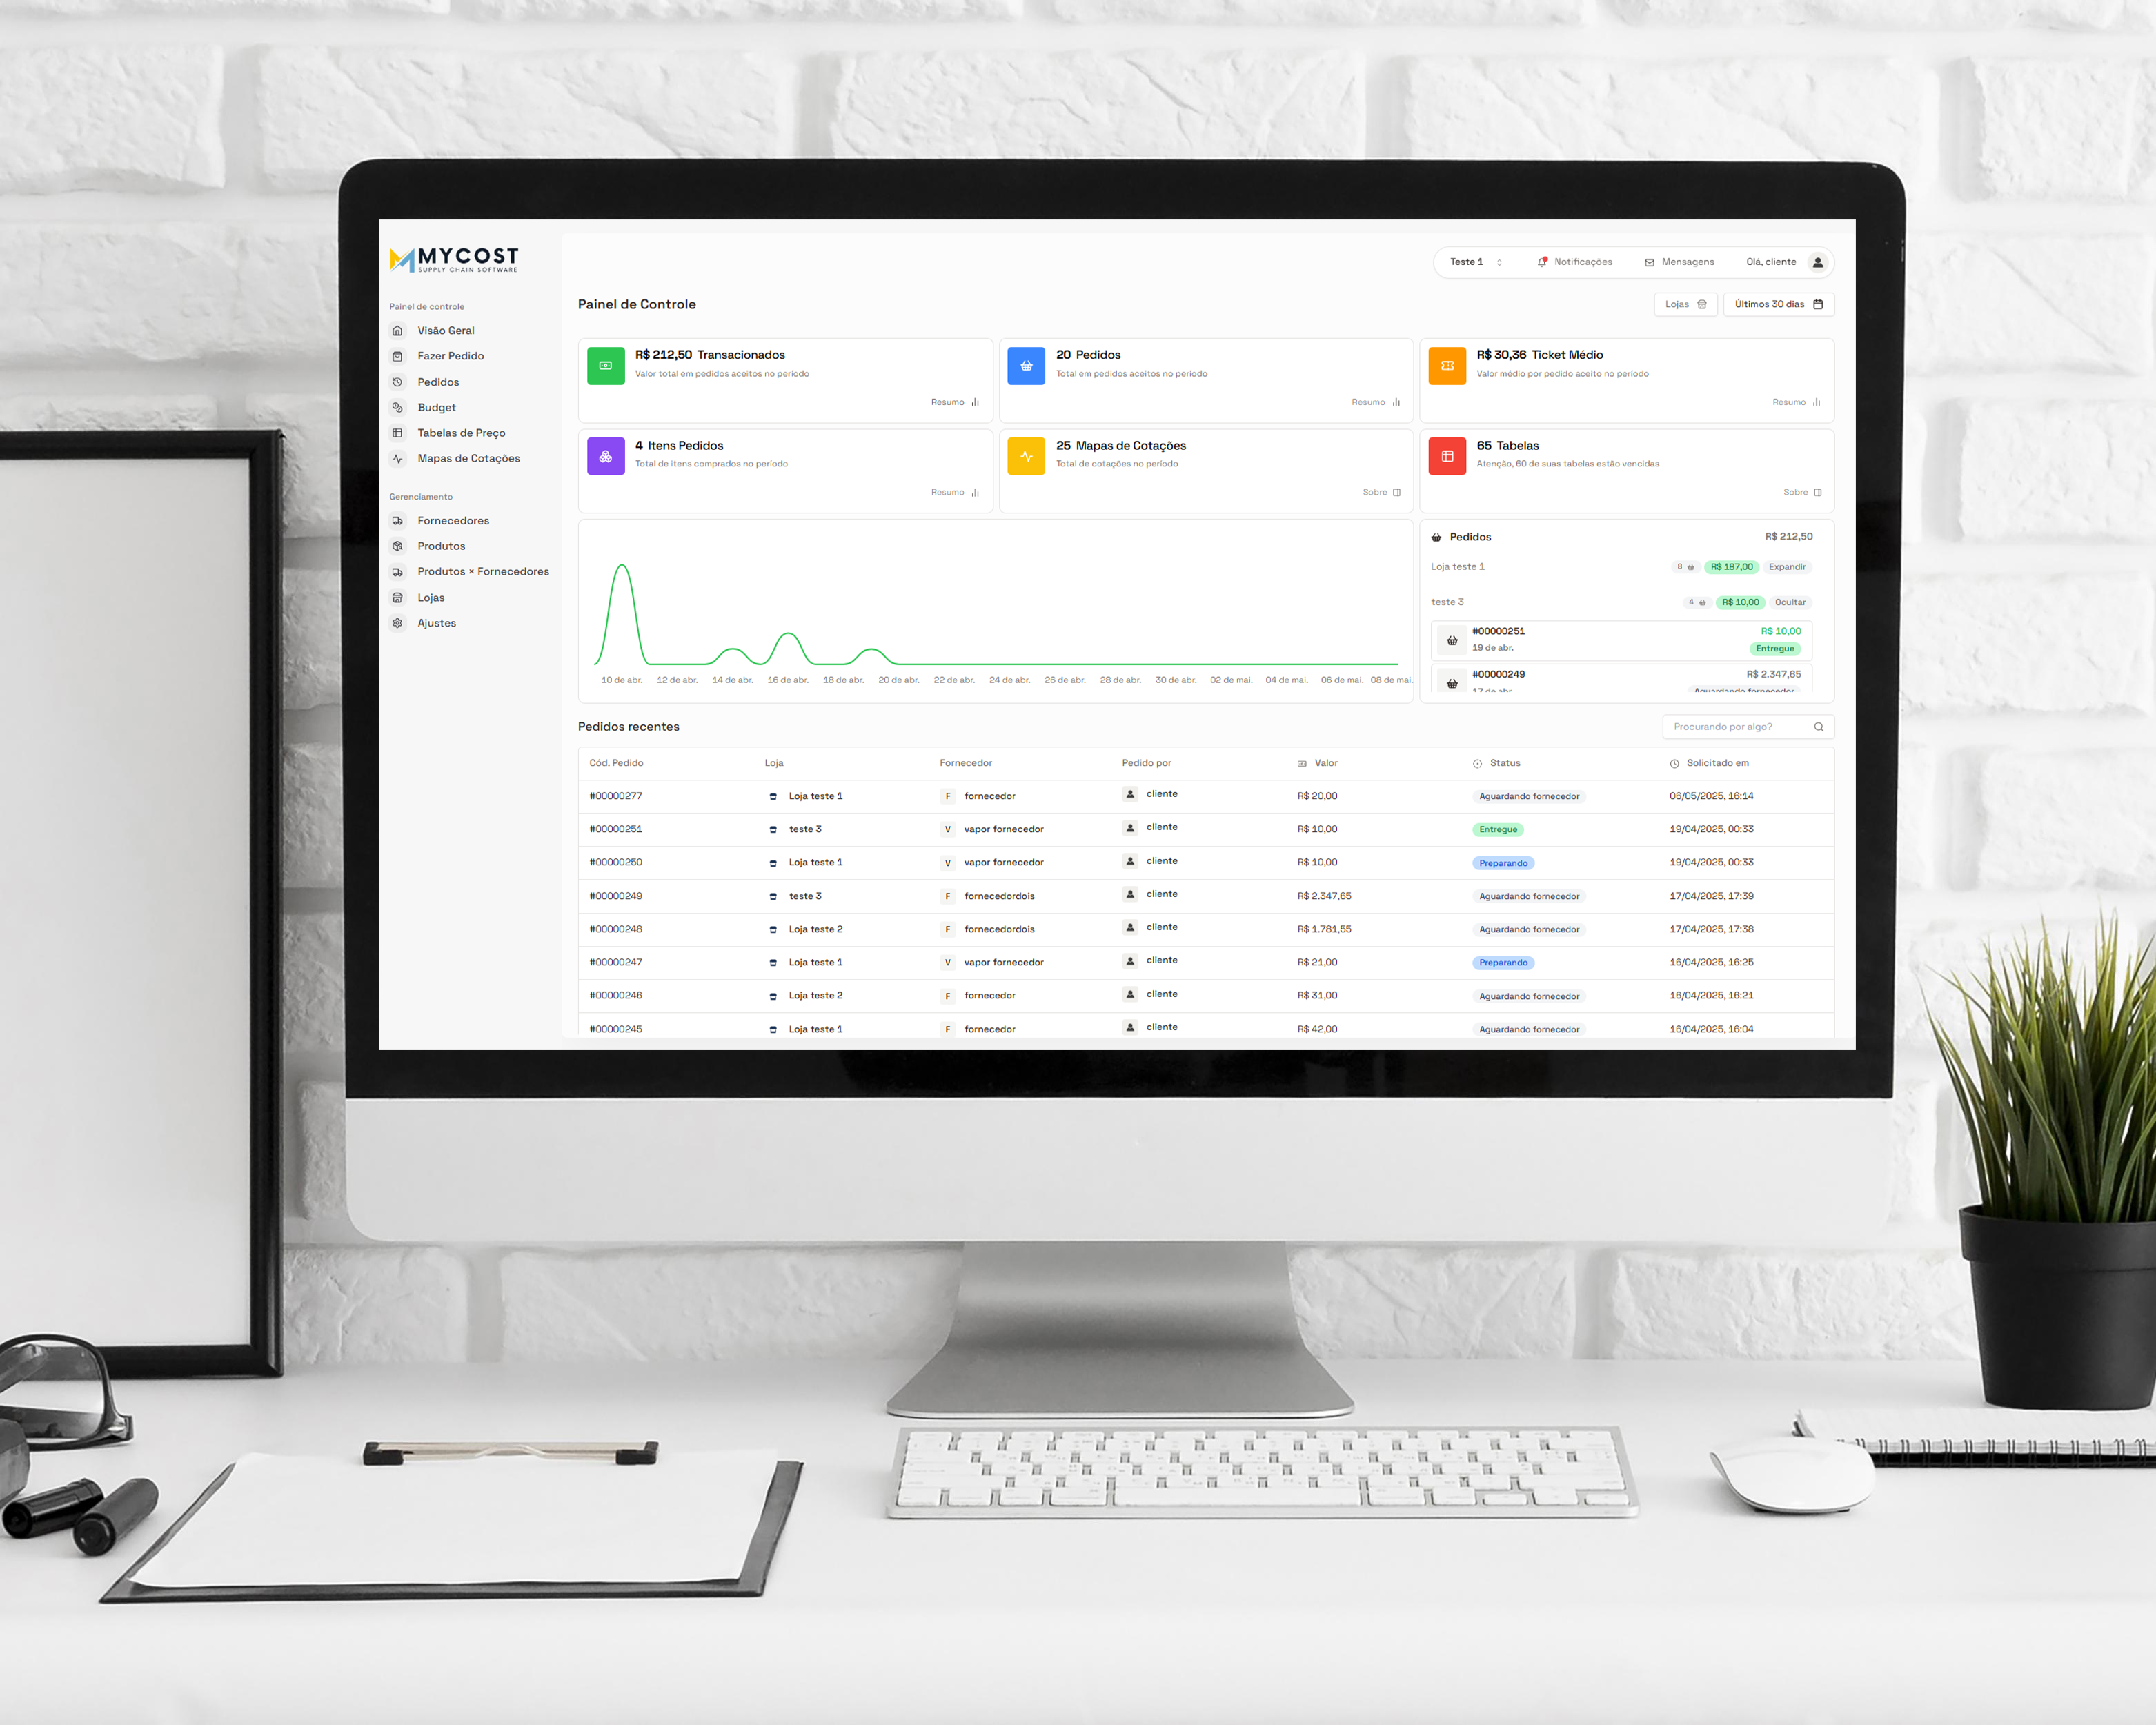 MYCOST
SUPPLY CHAIN SOFTWARE
Painel de controle
Visão Geral
Fazer Pedido
Pedidos
Budget
Tabelas de Preço
Mapas de Cotações
Gerenciamento
Fornecedores
Produtos
Produtos × Fornecedores
Lojas
Ajustes
Teste 1 Notificações Mensagens Olá, cliente
Painel de Controle Lojas Últimos 30 dias
R$ 212,50 Transacionados
Valor total em pedidos aceitos no período
Resumo
20 Pedidos
Total em pedidos aceitos no período
Resumo
R$ 30,36 Ticket Médio
Valor médio por pedido aceito no período
Resumo
4 Itens Pedidos
Total de itens comprados no período
Resumo
25 Mapas de Cotações
Total de cotações no período
Sobre
65 Tabelas
Atenção, 60 de suas tabelas estão vencidas
Sobre
10 de abr. 12 de abr. 14 de abr. 16 de abr. 18 de abr. 20 de abr. 22 de abr. 24 de abr. 26 de abr. 28 de abr. 30 de abr. 02 de mai. 04 de mai. 06 de mai. 08 de mai.
Pedidos R$ 212,50
Loja teste 1 8 R$ 187,00 Expandir
teste 3 4 R$ 10,00 Ocultar
#00000251 R$ 10,00
19 de abr. Entregue
#00000249 R$ 2.347,65
17 de abr. Aguardando fornecedor
Pedidos recentes Procurando por algo?
Cód. Pedido Loja Fornecedor Pedido por Valor Status Solicitado em
#00000277 Loja teste 1 F fornecedor cliente R$ 20,00 Aguardando fornecedor 06/05/2025, 16:14
#00000251 teste 3 V vapor fornecedor cliente R$ 10,00 Entregue 19/04/2025, 00:33
#00000250 Loja teste 1 V vapor fornecedor cliente R$ 10,00 Preparando 19/04/2025, 00:33
#00000249 teste 3 F fornecedordois cliente R$ 2.347,65 Aguardando fornecedor 17/04/2025, 17:39
#00000248 Loja teste 2 F fornecedordois cliente R$ 1.781,55 Aguardando fornecedor 17/04/2025, 17:38
#00000247 Loja teste 1 V vapor fornecedor cliente R$ 21,00 Preparando 16/04/2025, 16:25
#00000246 Loja teste 2 F fornecedor cliente R$ 31,00 Aguardando fornecedor 16/04/2025, 16:21
#00000245 Loja teste 1 F fornecedor cliente R$ 42,00 Aguardando fornecedor 16/04/2025, 16:04